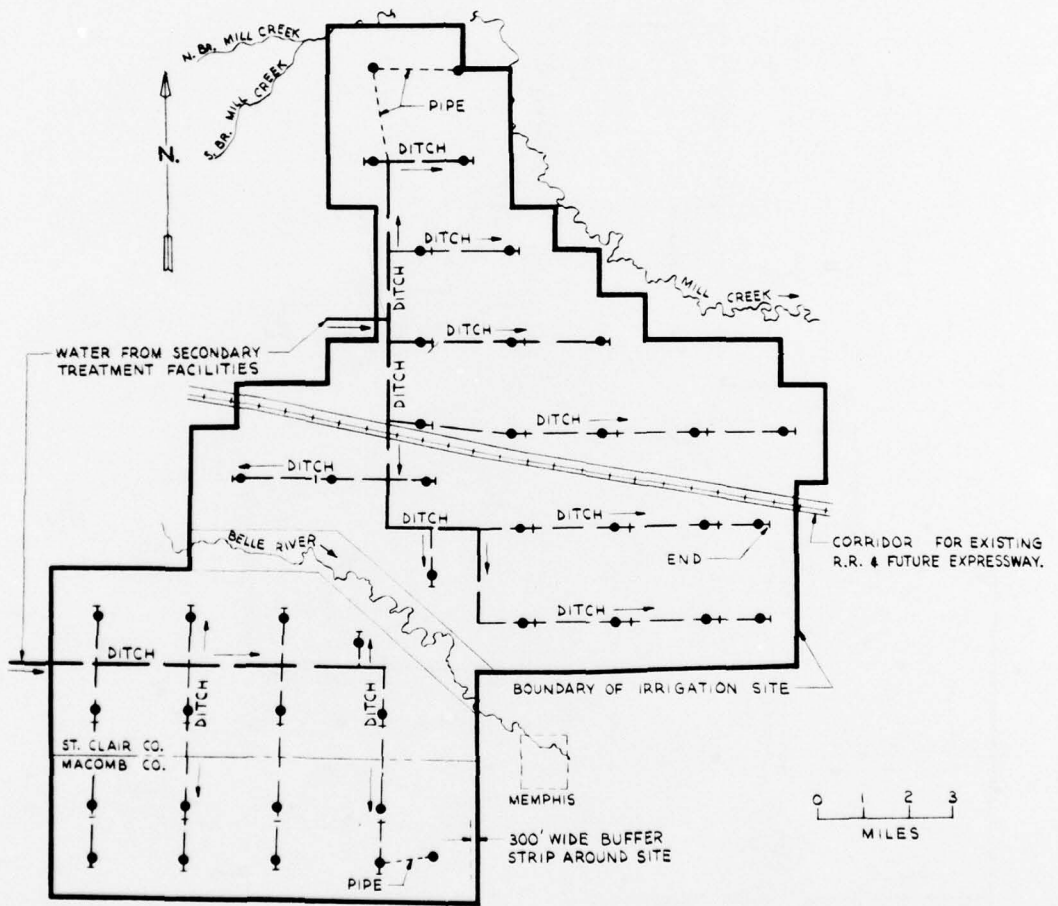 N. BR. MILL CREEK
S. BR. MILL CREEK
N.
PIPE
DITCH
DITCH
DITCH
MILL CREEK
DITCH
WATER FROM SECONDARY
TREATMENT FACILITIES
DITCH
DITCH
DITCH
DITCH
DITCH
BELLE RIVER
END
CORRIDOR FOR EXISTING
R.R. & FUTURE EXPRESSWAY.
DITCH
DITCH
BOUNDARY OF IRRIGATION SITE
DITCH
DITCH
ST. CLAIR CO.
MACOMB CO.
MEMPHIS
0 1 2 3
MILES
300' WIDE BUFFER
STRIP AROUND SITE
PIPE